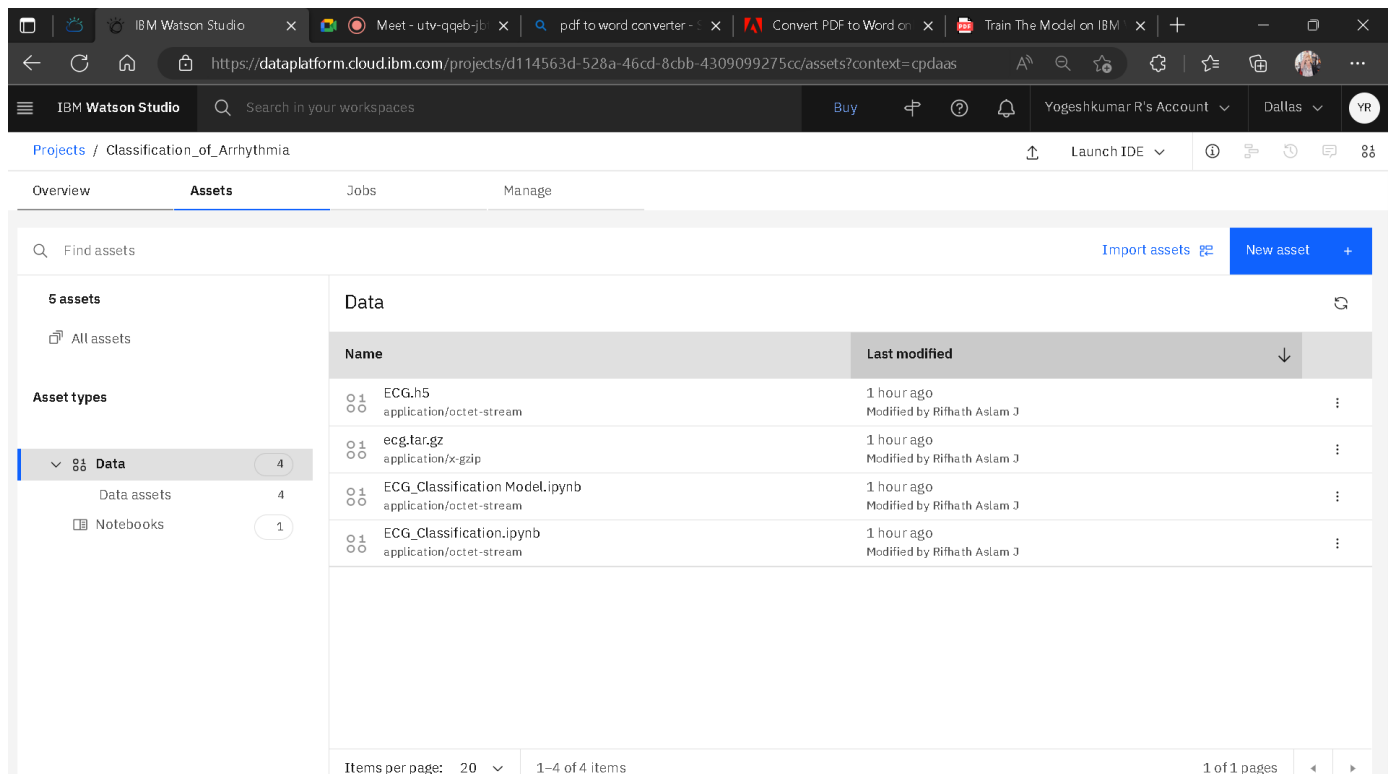 IBM Watson Studio
Meet - utv-qqeb-jb
pdf to word converter - S
Convert PDF to Word on
Train The Model on IBM
https://dataplatform.cloud.ibm.com/projects/d114563d-528a-46cd-8cbb-4309099275cc/assets?context=cpdaas
IBM Watson Studio
Search in your workspaces
Buy
Yogeshkumar R's Account
Dallas
YR
Projects / Classification_of_Arrhythmia
Launch IDE
Overview
Assets
Jobs
Manage
Find assets
Import assets
New asset +
5 assets
All assets
Asset types
Data 4
Data assets 4
Notebooks 1
Data
Name
Last modified
ECG.h5
application/octet-stream
1 hour ago
Modified by Rifhath Aslam J
ecg.tar.gz
application/x-gzip
1 hour ago
Modified by Rifhath Aslam J
ECG_Classification Model.ipynb
application/octet-stream
1 hour ago
Modified by Rifhath Aslam J
ECG_Classification.ipynb
application/octet-stream
1 hour ago
Modified by Rifhath Aslam J
Items per page: 20
1–4 of 4 items
1 of 1 pages